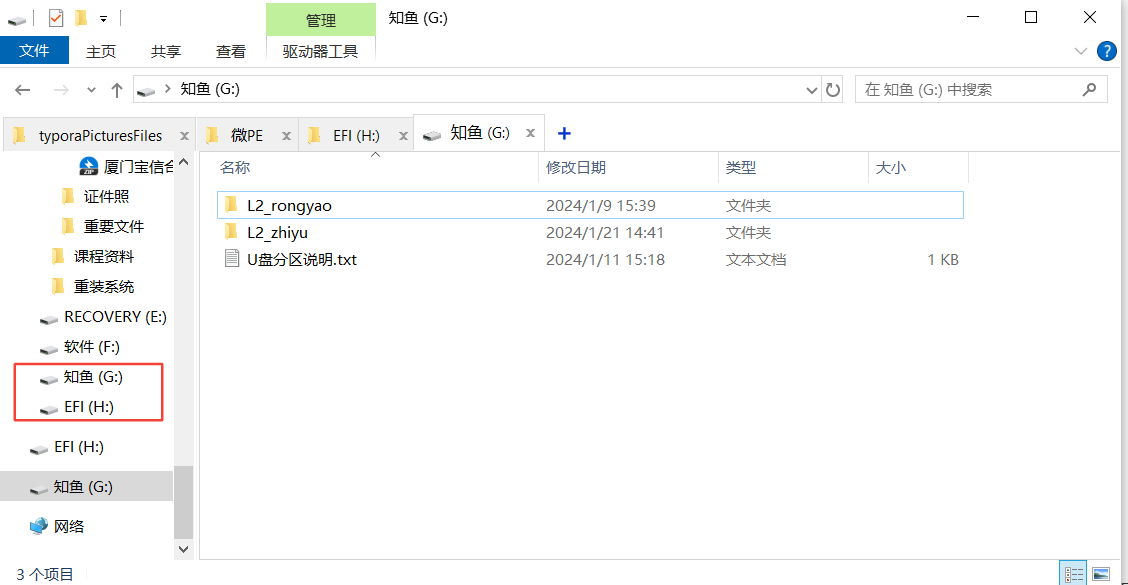 管理
知鱼 (G:)
文件
主页
共享
查看
驱动器工具
?
知鱼 (G:)
在 知鱼 (G:) 中搜索
typoraPicturesFiles
微PE
EFI (H:)
知鱼 (G:)
名称
修改日期
类型
大小
L2_rongyao 2024/1/9 15:39 文件夹
L2_zhiyu 2024/1/21 14:41 文件夹
U盘分区说明.txt 2024/1/11 15:18 文本文档 1 KB
ZIP
厦门宝信合
证件照
重要文件
课程资料
重装系统
RECOVERY (E:)
软件 (F:)
知鱼 (G:)
EFI (H:)
EFI (H:)
知鱼 (G:)
网络
3 个项目